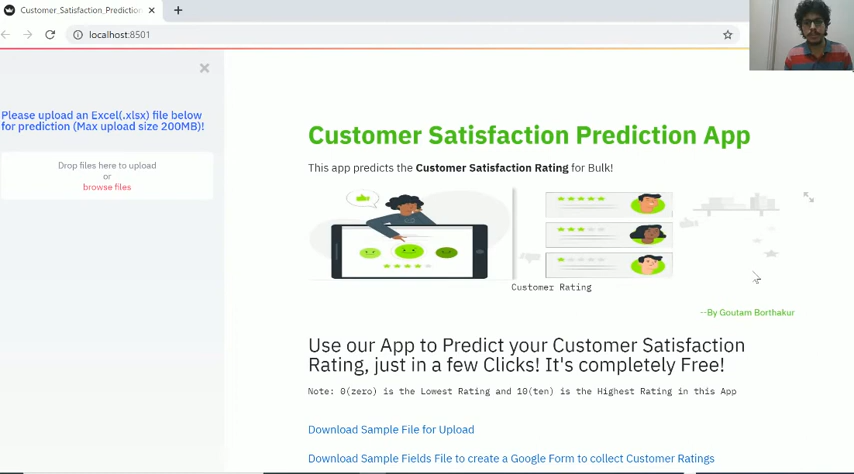 Customer_Satisfaction_Prediction
localhost:8501
Please upload an Excel(.xlsx) file below
for prediction (Max upload size 200MB)!
Drop files here to upload
or
browse files
Customer Satisfaction Prediction App
This app predicts the Customer Satisfaction Rating for Bulk!
Customer Rating
--By Goutam Borthakur
Use our App to Predict your Customer Satisfaction
Rating, just in a few Clicks! It's completely Free!
Note: 0(zero) is the Lowest Rating and 10(ten) is the Highest Rating in this App
Download Sample File for Upload
Download Sample Fields File to create a Google Form to collect Customer Ratings